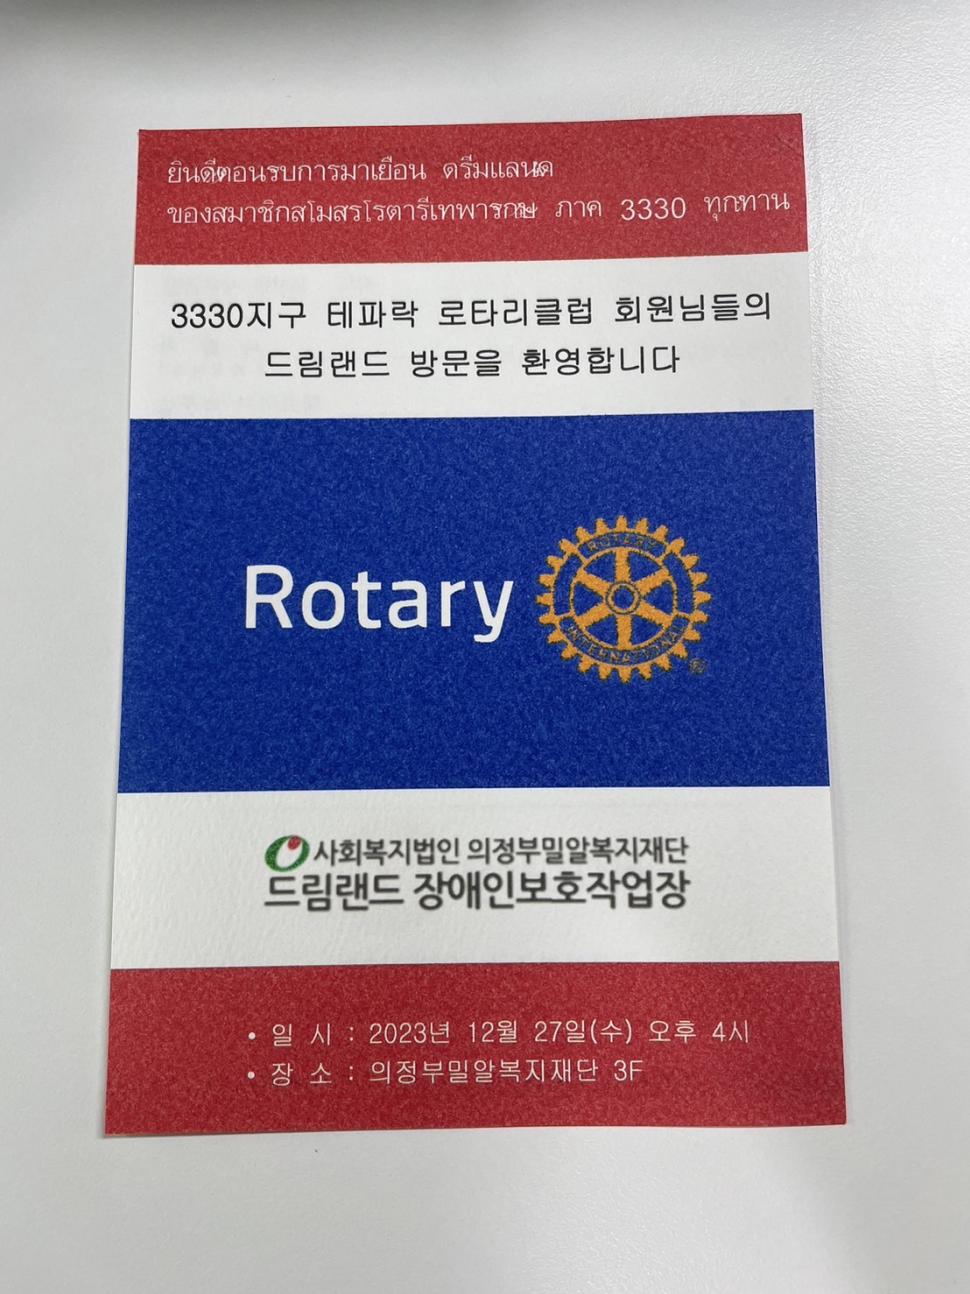 ยินดีตอนรบการมาเยือน ดรีมแลนด
ของสมาชิกสโมสรโรตารีเทพารกษ ภาค 3330 ทุกทาน
3330지구 테파락 로타리클럽 회원님들의
드림랜드 방문을 환영합니다
Rotary
ROTARY
INTERNATIONAL
사회복지법인 의정부밀알복지재단
드림랜드 장애인보호작업장
• 일 시 : 2023년 12월 27일(수) 오후 4시
• 장 소 : 의정부밀알복지재단 3F